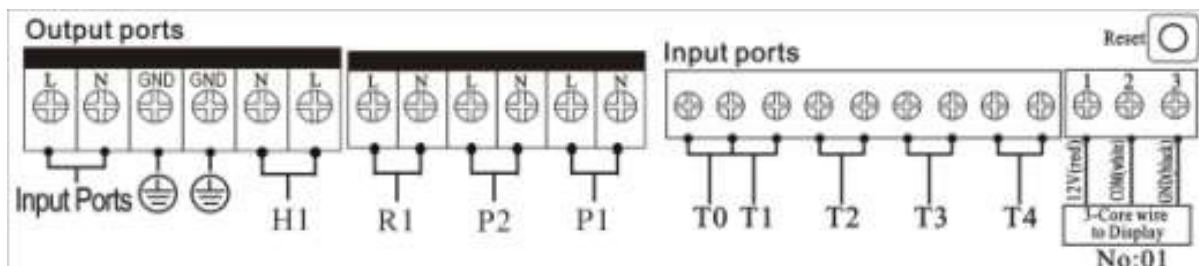 Output ports
L N GND GND N L
L N L N L N
Input Ports
H1
R1
P2
P1
Input ports
T0 T1 T2 T3 T4
Reset
1 2 3
12V(red)
COM(white)
GND(black)
3-Core wire
to Display
No:01